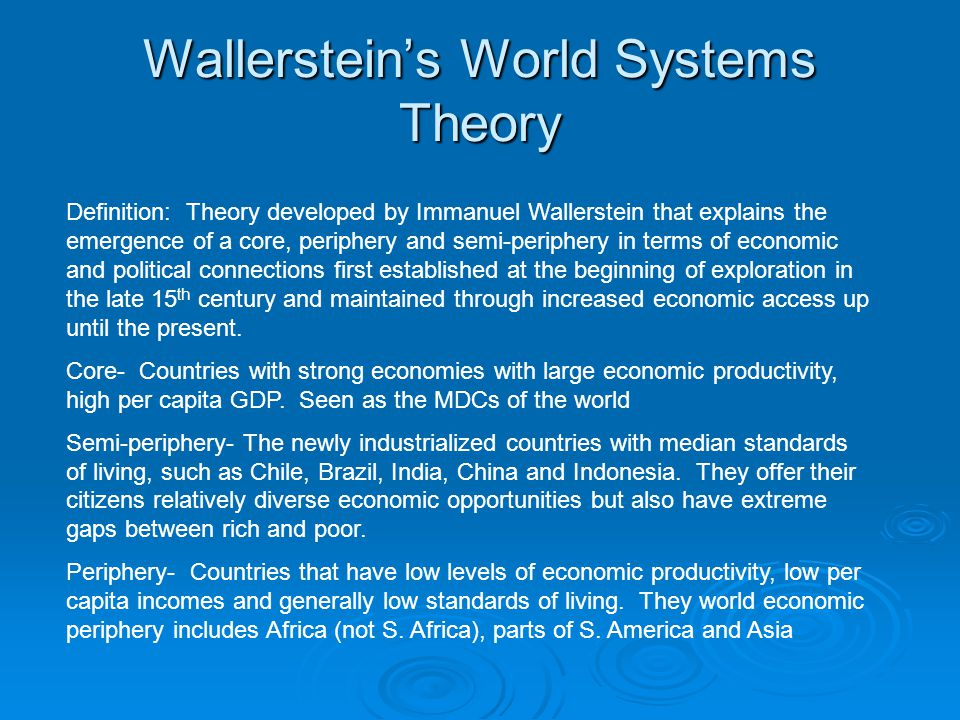 Wallerstein’s World Systems
Theory
Definition:  Theory developed by Immanuel Wallerstein that explains the
emergence of a core, periphery and semi-periphery in terms of economic
and political connections first established at the beginning of exploration in
the late 15th century and maintained through increased economic access up
until the present.
Core-  Countries with strong economies with large economic productivity,
high per capita GDP.  Seen as the MDCs of the world
Semi-periphery- The newly industrialized countries with median standards
of living, such as Chile, Brazil, India, China and Indonesia.  They offer their
citizens relatively diverse economic opportunities but also have extreme
gaps between rich and poor.
Periphery-  Countries that have low levels of economic productivity, low per
capita incomes and generally low standards of living.  They world economic
periphery includes Africa (not S. Africa), parts of S. America and Asia